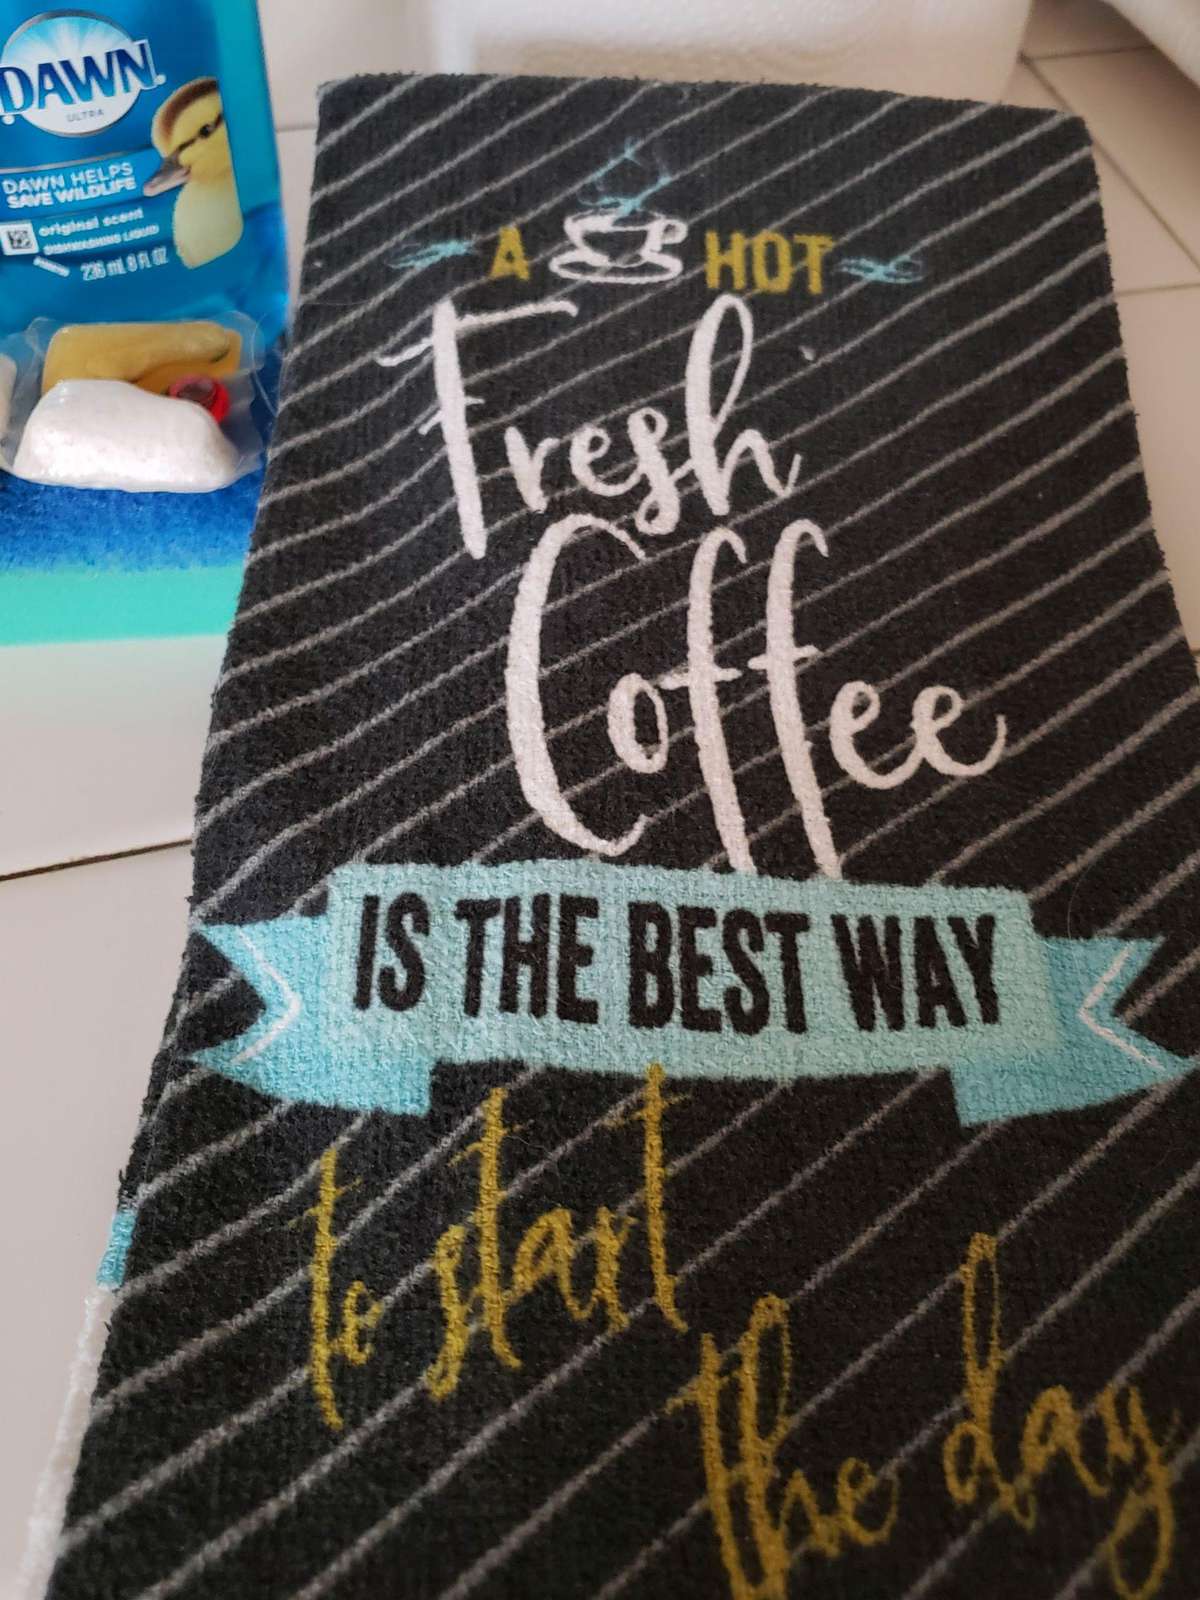 DAWN
ULTRA
DAWN HELPS
SAVE WILDLIFE
original scent
DISHWASHING LIQUID
236 mL 8 FL OZ
A HOT
Fresh
Coffee
IS THE BEST WAY
to start
the day